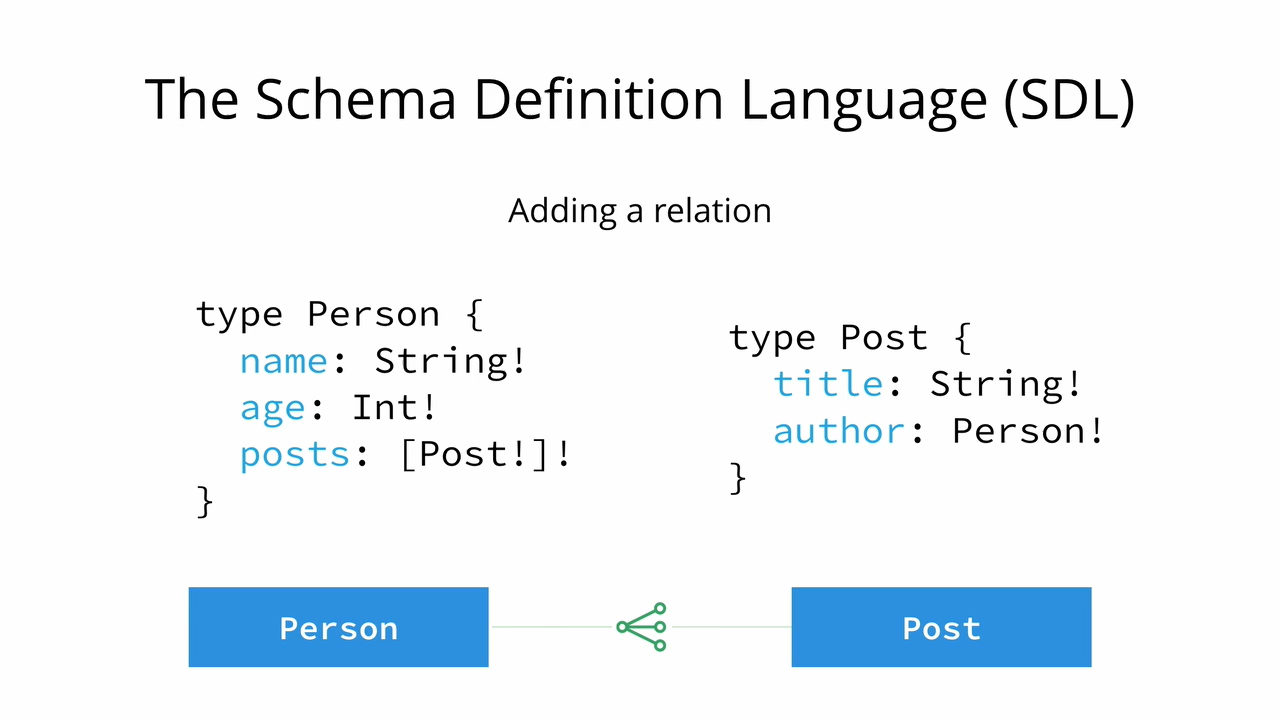 The Schema Definition Language (SDL)
Adding a relation
type Person {
  name: String!
  age: Int!
  posts: [Post!]!
}
type Post {
  title: String!
  author: Person!
}
Person
Post